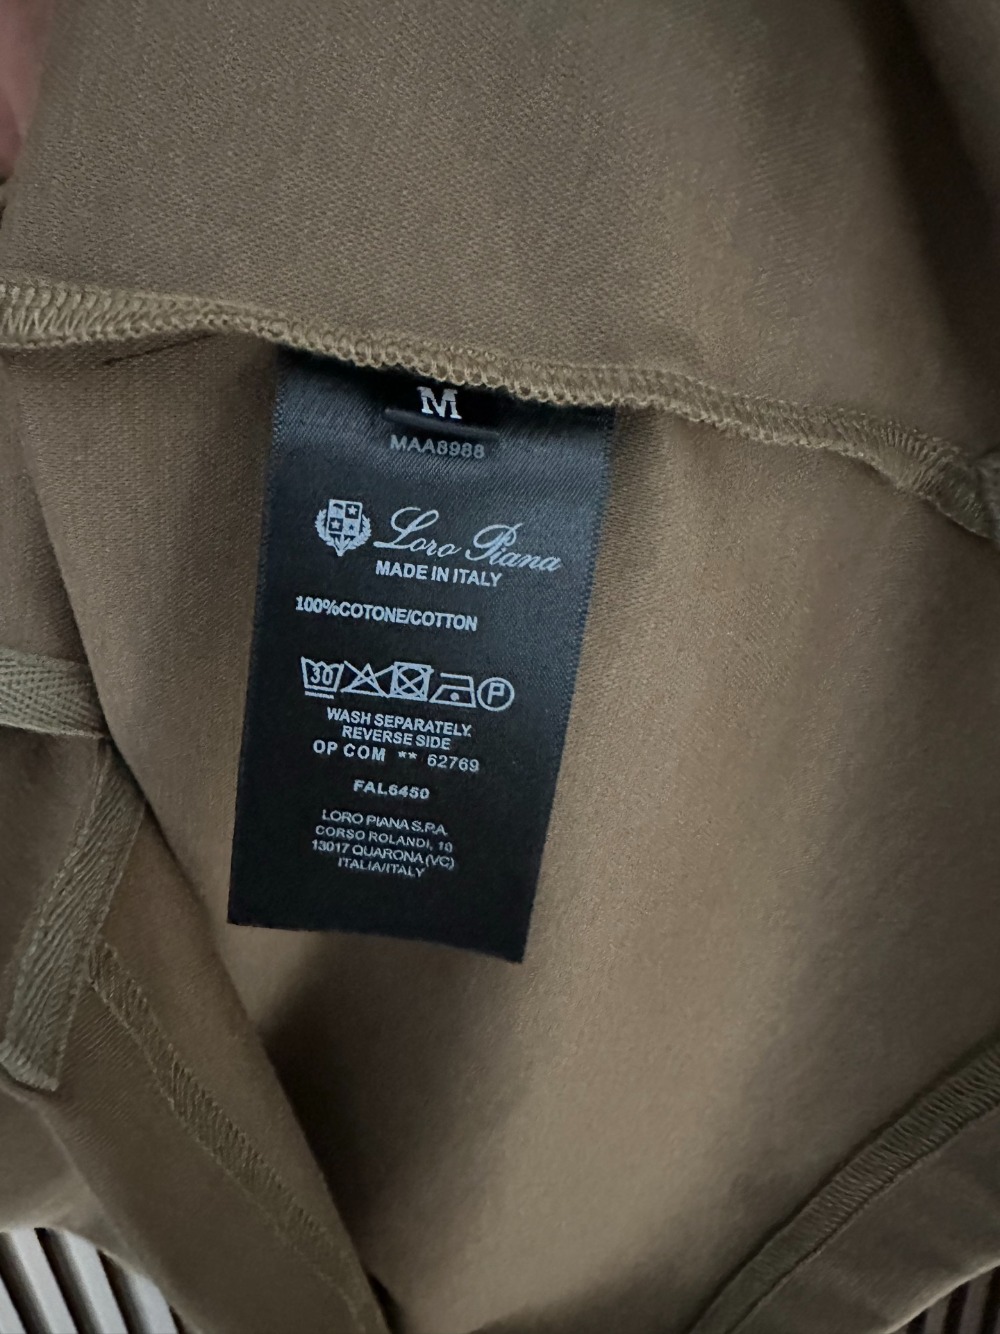 M
MAA8988
Loro Piana
MADE IN ITALY
100%COTONE/COTTON
30 P
WASH SEPARATELY.
REVERSE SIDE
OP COM ** 62769
FAL6450
LORO PIANA S.P.A.
CORSO ROLANDI, 10
13017 QUARONA (VC)
ITALIA/ITALY